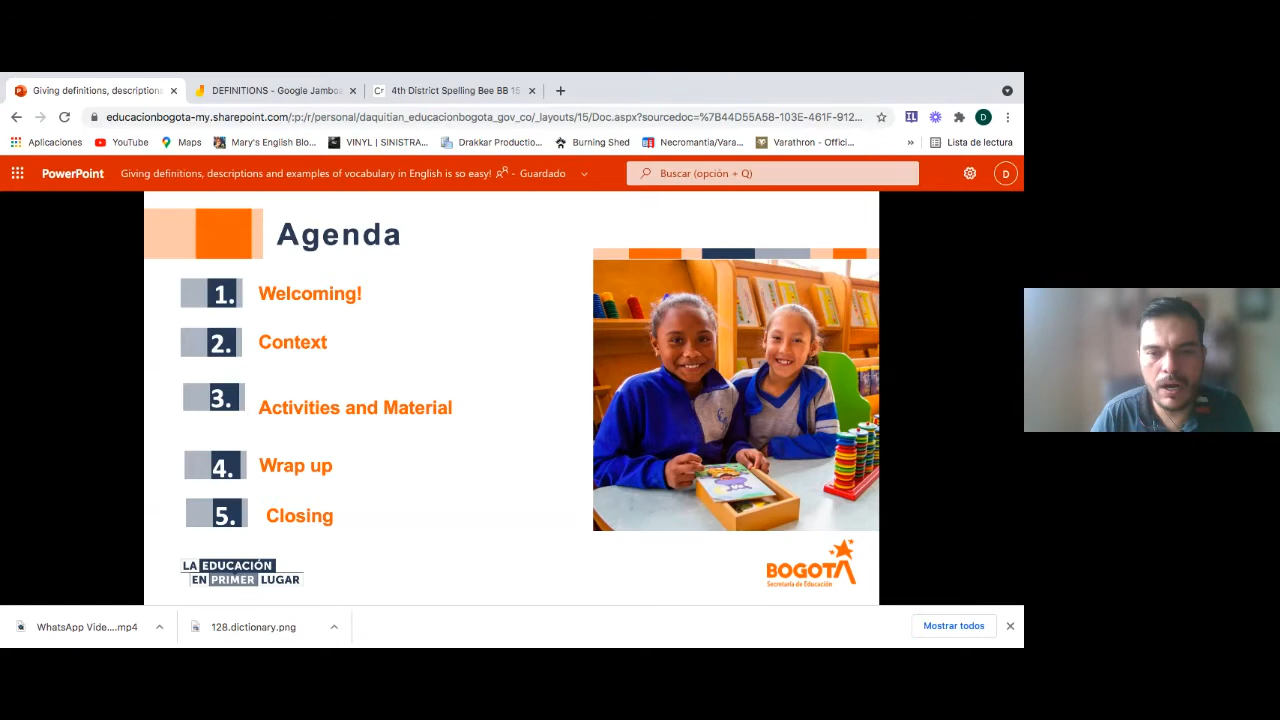 Giving definitions, descriptions
DEFINITIONS - Google Jamboa
Cr 4th District Spelling Bee BB 15
educacionbogota-my.sharepoint.com/:p:/r/personal/daquitian_educacionbogota_gov_co/_layouts/15/Doc.aspx?sourcedoc=%7B44D55A58-103E-461F-912...
IL
D
Aplicaciones
YouTube
Maps
Mary's English Blo...
VINYL | SINISTRA...
Drakkar Productio...
Burning Shed
Necromantia/Vara...
Varathron - Offici...
»
Lista de lectura
PowerPoint
Giving definitions, descriptions and examples of vocabulary in English is so easy! - Guardado
Buscar (opción + Q)
D
Agenda
1. Welcoming!
2. Context
3. Activities and Material
4. Wrap up
5. Closing
LA EDUCACIÓN
EN PRIMER LUGAR
BOGOTÁ
Secretaría de Educación
WhatsApp Vide....mp4
128.dictionary.png
Mostrar todos